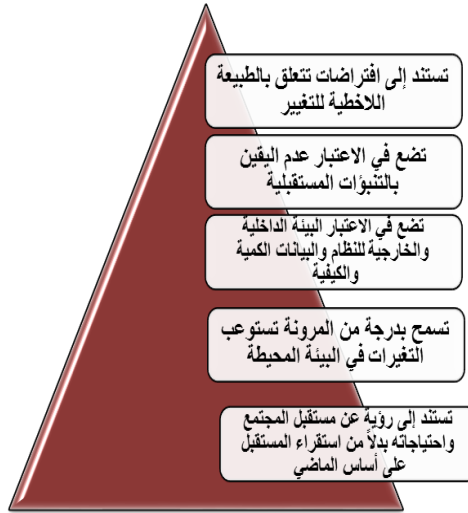 تستند إلى افتراضات تتعلق بالطبيعة
اللاخطية للتغيير
تضع في الاعتبار عدم اليقين
بالتنبؤات المستقبلية
تضع في الاعتبار البيئة الداخلية
والخارجية للنظام والبيانات الكمية
والكيفية
تسمح بدرجة من المرونة تستوعب
التغيرات في البيئة المحيطة
تستند إلى رؤية عن مستقبل المجتمع
واحتياجاته بدلاً من استقراء المستقبل
على أساس الماضي